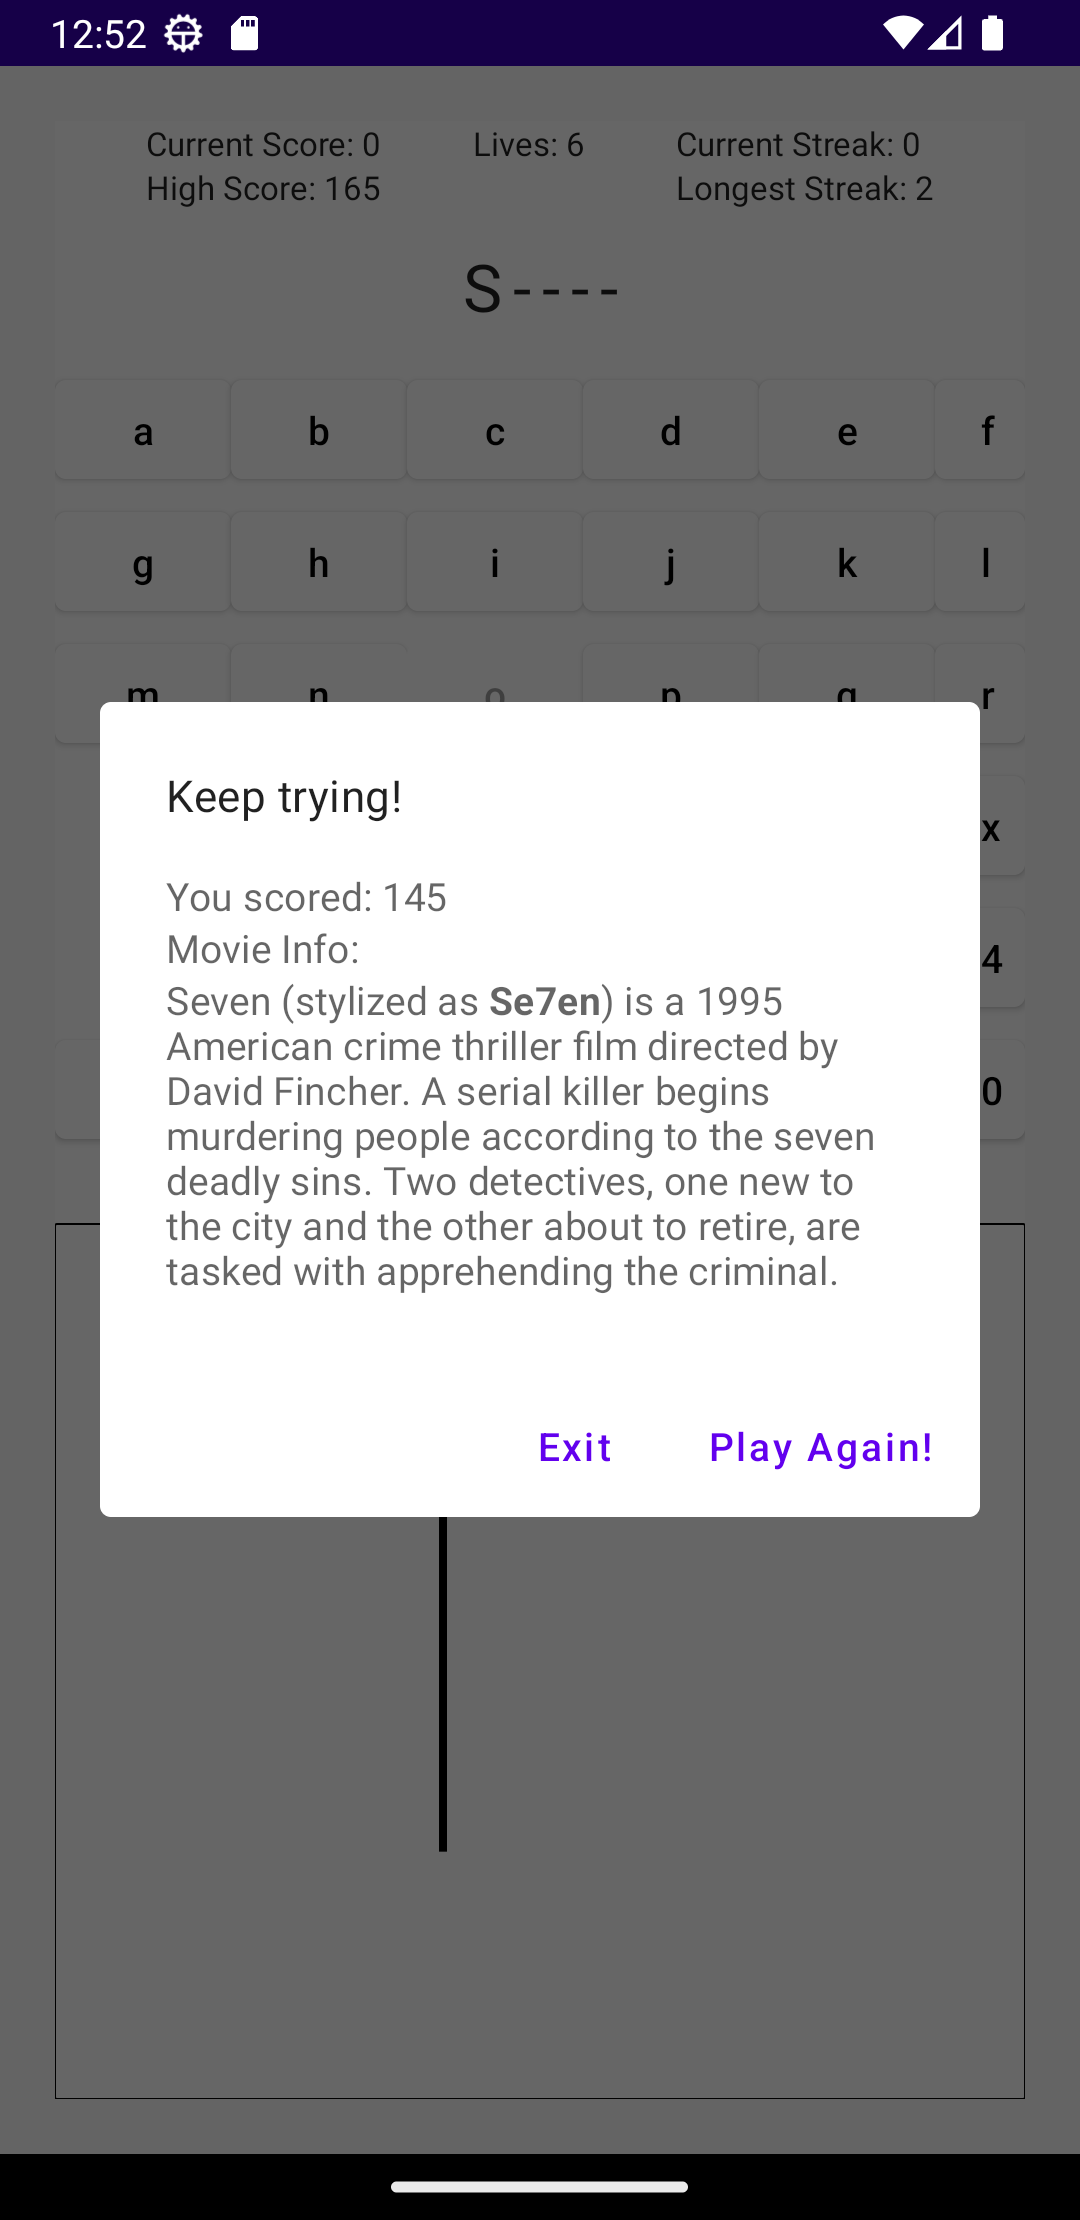 12:52
Current Score: 0 Lives: 6 Current Streak: 0
High Score: 165 Longest Streak: 2
S----
a b c d e f
g h i j k l
m n o p q r
x
4
0
Keep trying!
You scored: 145
Movie Info:
Seven (stylized as Se7en) is a 1995
American crime thriller film directed by
David Fincher. A serial killer begins
murdering people according to the seven
deadly sins. Two detectives, one new to
the city and the other about to retire, are
tasked with apprehending the criminal.
Exit Play Again!